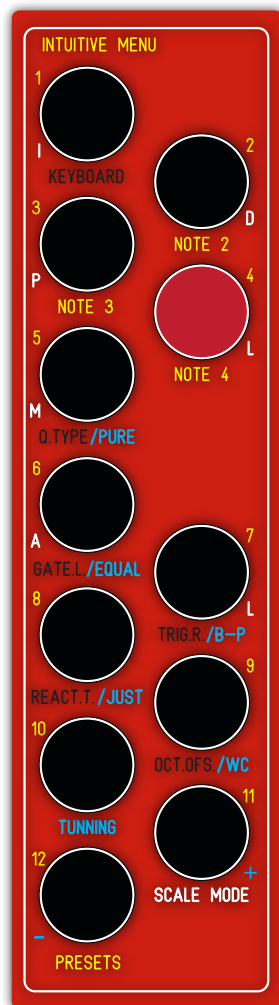 INTUITIVE MENU
1
I
KEYBOARD
2
D
NOTE 2
3
P
NOTE 3
4
L
NOTE 4
5
M
Q.TYPE/PURE
6
A
GATE.L./EQUAL
7
L
TRIG.R./B-P
8
REACT.T./JUST
9
OCT.OFS./WC
10
TUNNING
11
+
SCALE MODE
12
-
PRESETS